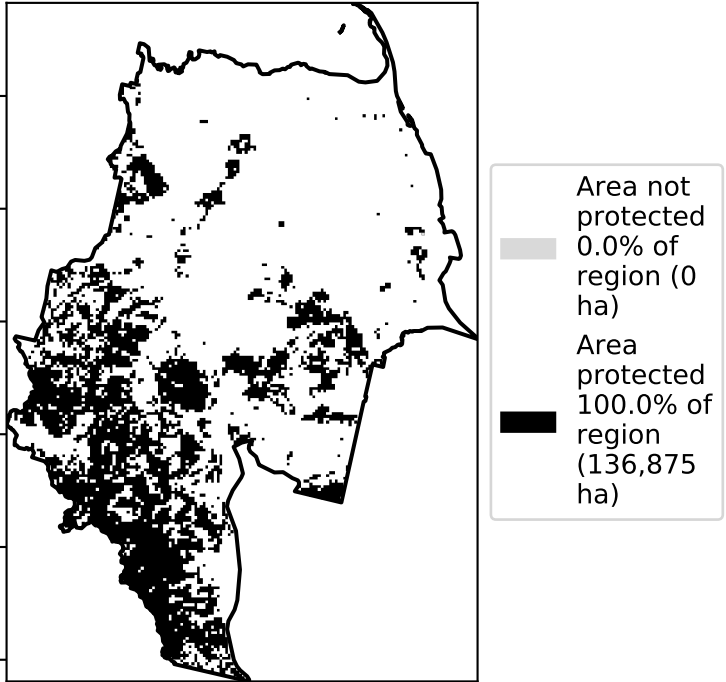 Area not
protected
0.0% of
region (0
ha)
Area
protected
100.0% of
region
(136,875
ha)